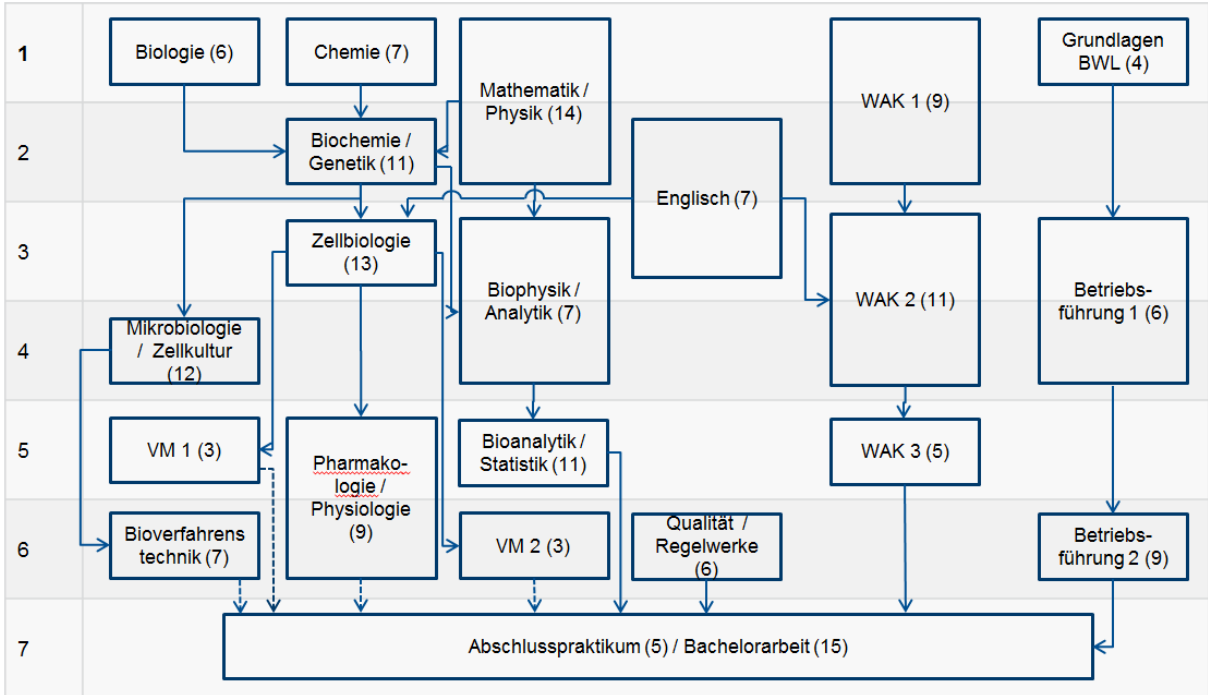 1
Biologie (6)
Chemie (7)
Mathematik /
Physik (14)
WAK 1 (9)
Grundlagen
BWL (4)
2
Biochemie /
Genetik (11)
Englisch (7)
3
Zellbiologie
(13)
Biophysik /
Analytik (7)
WAK 2 (11)
Betriebs-
führung 1 (6)
4
Mikrobiologie
/ Zellkultur
(12)
5
VM 1 (3)
Pharmako-
logie /
Physiologie
(9)
Bioanalytik /
Statistik (11)
WAK 3 (5)
6
Bioverfahrens
technik (7)
VM 2 (3)
Qualität /
Regelwerke
(6)
Betriebs-
führung 2 (9)
7
Abschlusspraktikum (5) / Bachelorarbeit (15)